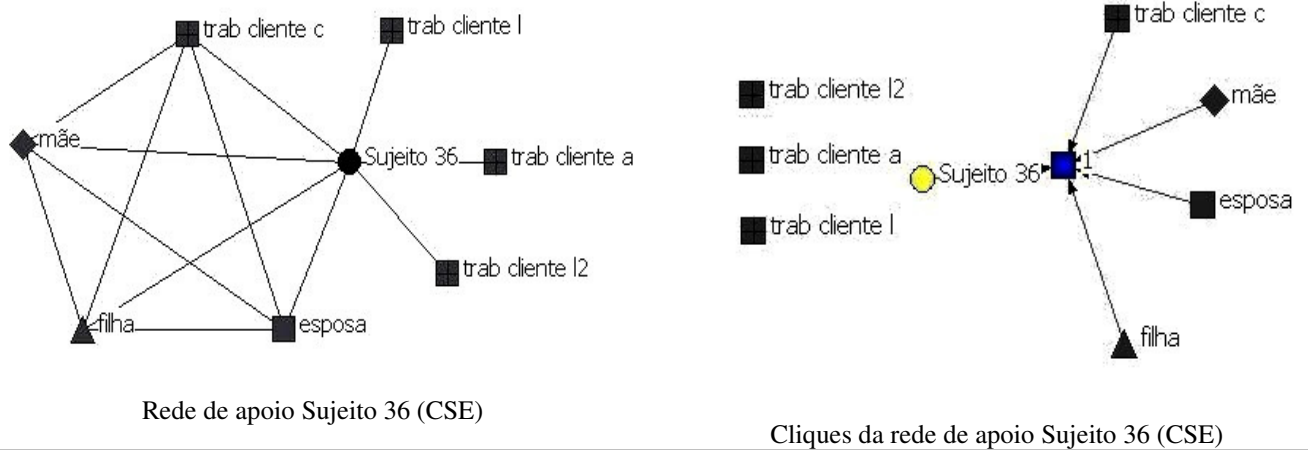 trab cliente c
trab cliente l
mãe
Sujeito 36
trab cliente a
trab cliente l2
filha
esposa
Rede de apoio Sujeito 36 (CSE)
trab cliente c
trab cliente l2
mãe
trab cliente a
Sujeito 36
1
esposa
trab cliente l
filha
Cliques da rede de apoio Sujeito 36 (CSE)